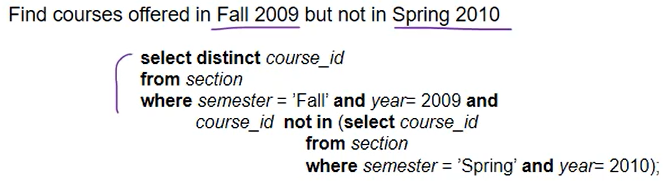 Find courses offered in Fall 2009 but not in Spring 2010
select distinct course_id
from section
where semester = ’Fall’ and year= 2009 and
course_id not in (select course_id
from section
where semester = ’Spring’ and year= 2010);